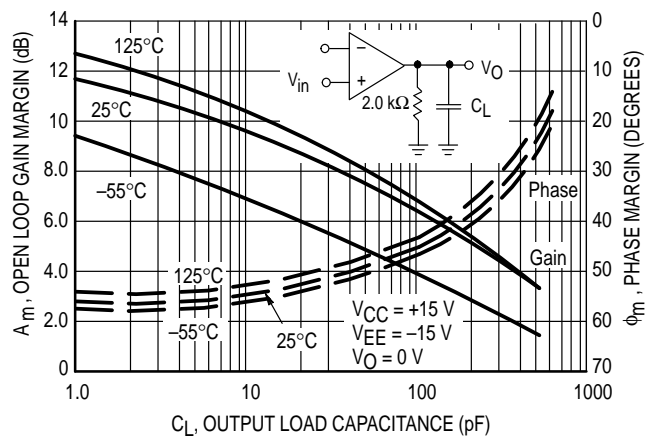 A_m, OPEN LOOP GAIN MARGIN (dB)
14
12
10
8.0
6.0
4.0
2.0
0
125°C
25°C
–55°C
V_in
–
+
2.0 kΩ
C_L
V_O
Phase
Gain
125°C
–55°C
25°C
V_CC = +15 V
V_EE = –15 V
V_O = 0 V
0
10
20
30
40
50
60
70
ϕ_m, PHASE MARGIN (DEGREES)
1.0
10
100
1000
C_L, OUTPUT LOAD CAPACITANCE (pF)